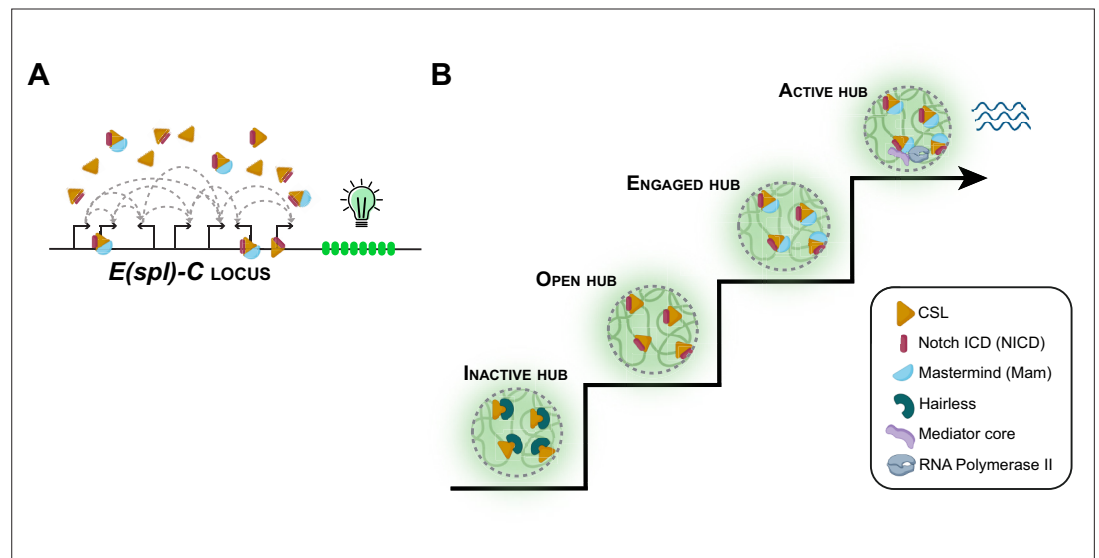 A
B
ACTIVE HUB
ENGAGED HUB
E(spl)-C LOCUS
OPEN HUB
INACTIVE HUB
CSL
Notch ICD (NICD)
Mastermind (Mam)
Hairless
Mediator core
RNA Polymerase II